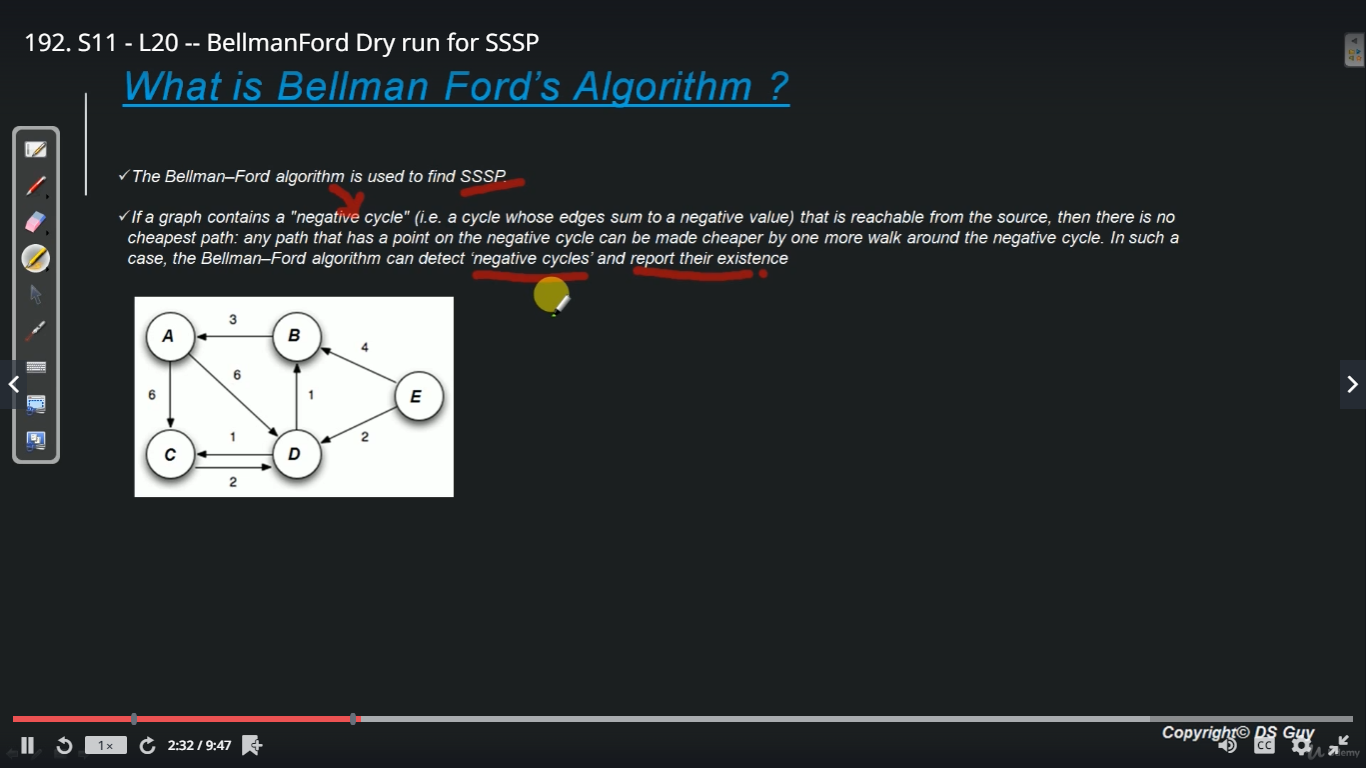 192. S11 - L20 -- BellmanFord Dry run for SSSP
What is Bellman Ford's Algorithm ?
✓The Bellman–Ford algorithm is used to find SSSP.
✓If a graph contains a "negative cycle" (i.e. a cycle whose edges sum to a negative value) that is reachable from the source, then there is no
cheapest path: any path that has a point on the negative cycle can be made cheaper by one more walk around the negative cycle. In such a
case, the Bellman–Ford algorithm can detect ‘negative cycles’ and report their existence
3
A
B
4
6
6
1
E
1
2
C
D
2
Copyright© DS Guy
1×
2:32 / 9:47
CC